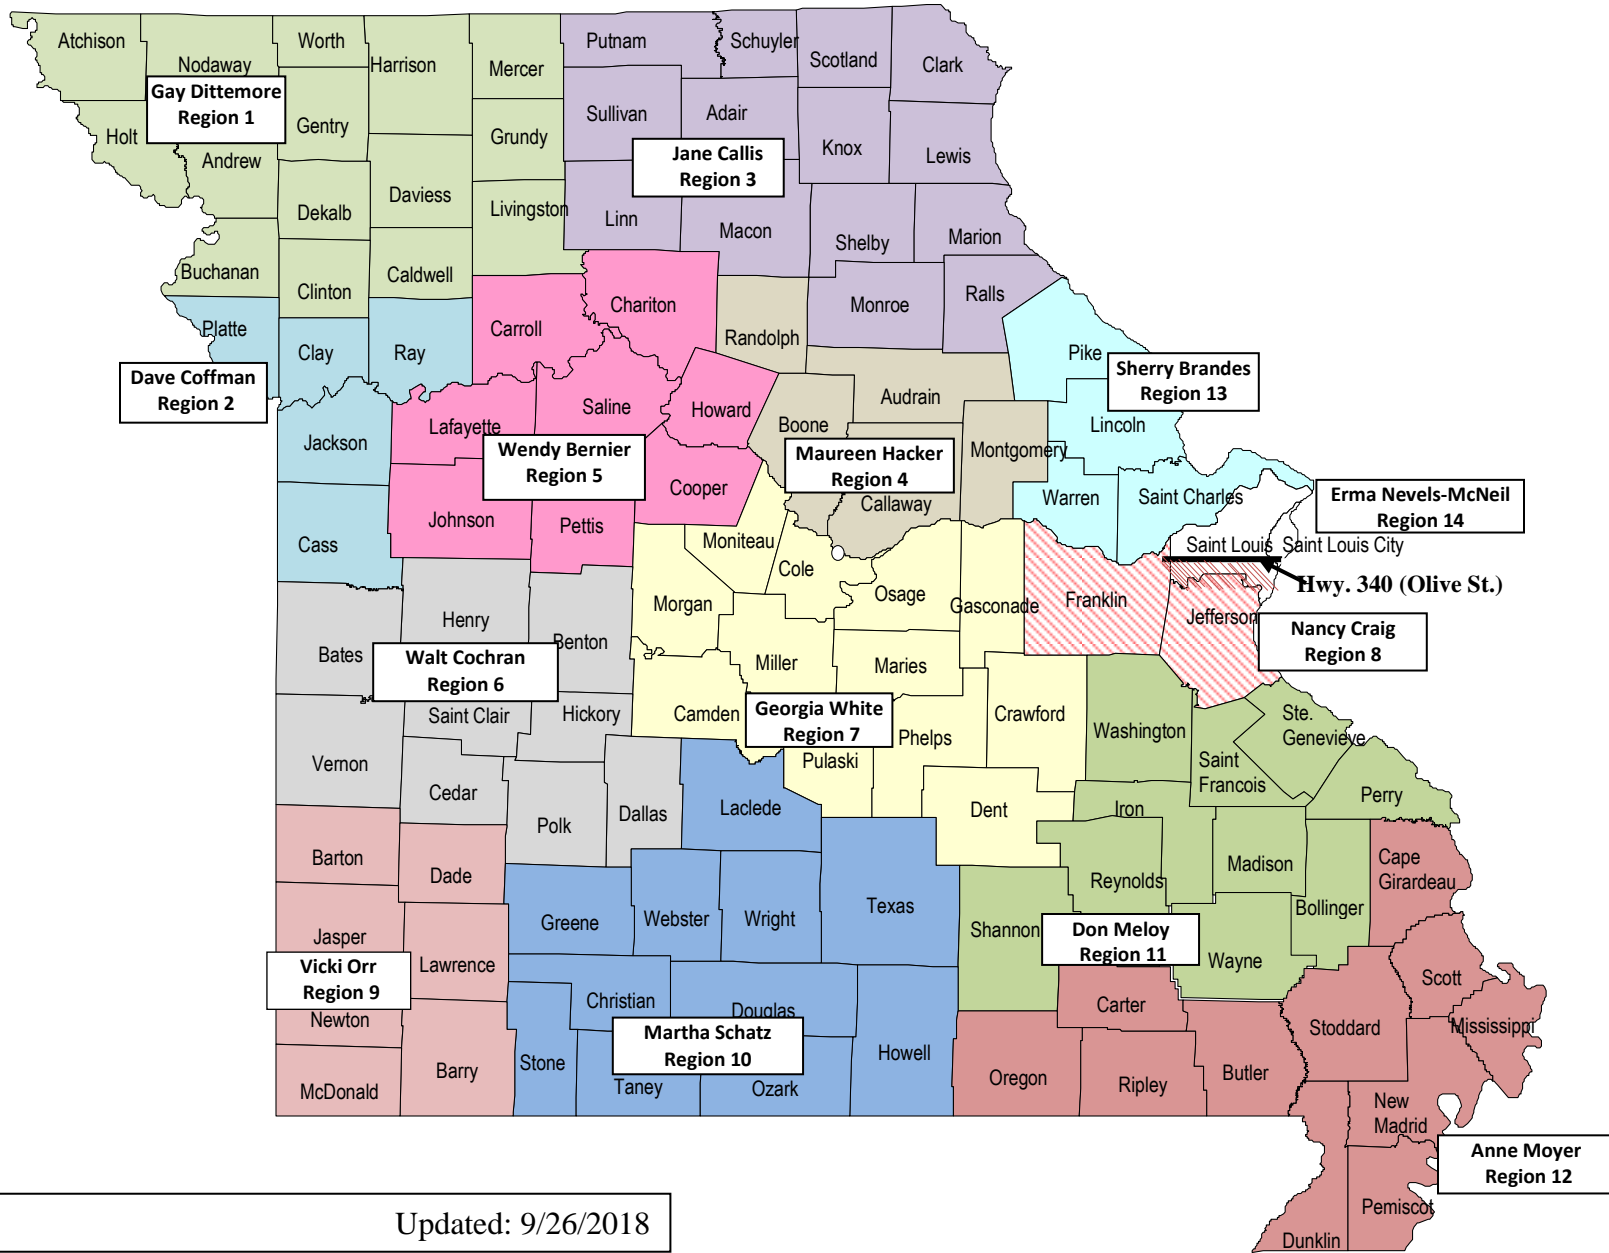 Atchison
Nodaway
Worth
Harrison
Mercer
Putnam
Schuyler
Scotland
Clark
Gay Dittemore
Region 1
Holt
Andrew
Gentry
Grundy
Sullivan
Adair
Knox
Lewis
Jane Callis
Region 3
Dekalb
Daviess
Livingston
Linn
Macon
Shelby
Marion
Buchanan
Clinton
Caldwell
Chariton
Monroe
Ralls
Platte
Clay
Ray
Carroll
Randolph
Pike
Dave Coffman
Region 2
Sherry Brandes
Region 13
Jackson
Lafayette
Saline
Howard
Boone
Audrain
Lincoln
Wendy Bernier
Region 5
Maureen Hacker
Region 4
Montgomery
Cass
Johnson
Pettis
Cooper
Callaway
Warren
Saint Charles
Erma Nevels-McNeil
Region 14
Moniteau
Cole
Saint Louis
Saint Louis City
Hwy. 340 (Olive St.)
Henry
Benton
Morgan
Osage
Gasconade
Franklin
Jefferson
Nancy Craig
Region 8
Bates
Walt Cochran
Region 6
Miller
Maries
Saint Clair
Hickory
Camden
Georgia White
Region 7
Phelps
Crawford
Washington
Ste.
Genevieve
Vernon
Cedar
Polk
Dallas
Laclede
Pulaski
Dent
Iron
Saint
Francois
Perry
Barton
Dade
Greene
Webster
Wright
Texas
Reynolds
Madison
Bollinger
Cape
Girardeau
Jasper
Lawrence
Shannon
Don Meloy
Region 11
Wayne
Scott
Vicki Orr
Region 9
Newton
Christian
Douglas
Martha Schatz
Region 10
Howell
Carter
Stoddard
Mississippi
McDonald
Barry
Stone
Taney
Ozark
Oregon
Ripley
Butler
New
Madrid
Anne Moyer
Region 12
Pemiscot
Dunklin
Updated: 9/26/2018